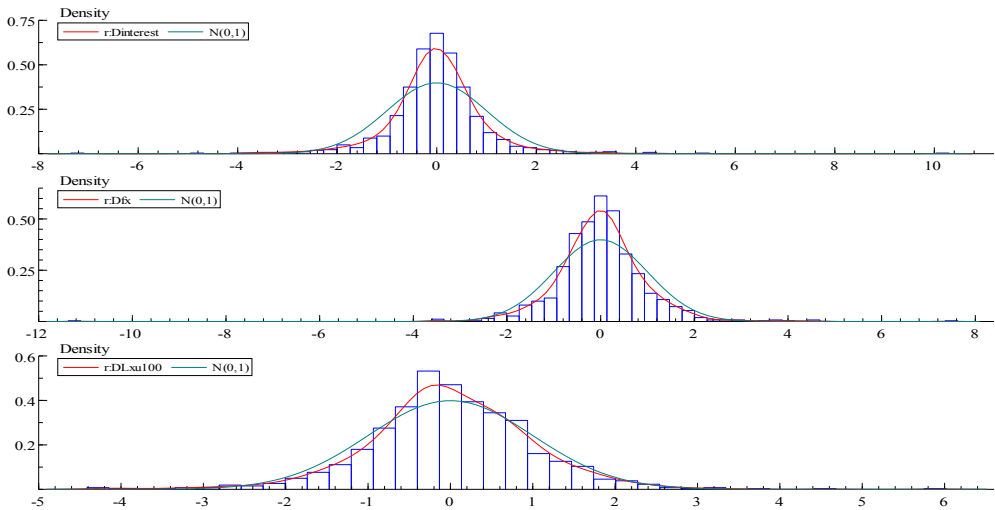 Density
0.75
r:Dinterest N(0,1)
0.50
0.25
-8 -6 -4 -2 0 2 4 6 8 10
Density
r:Dfx N(0,1)
0.50
0.25
-12 -10 -8 -6 -4 -2 0 2 4 6 8
Density
0.6
r:DLxu100 N(0,1)
0.4
0.2
-5 -4 -3 -2 -1 0 1 2 3 4 5 6